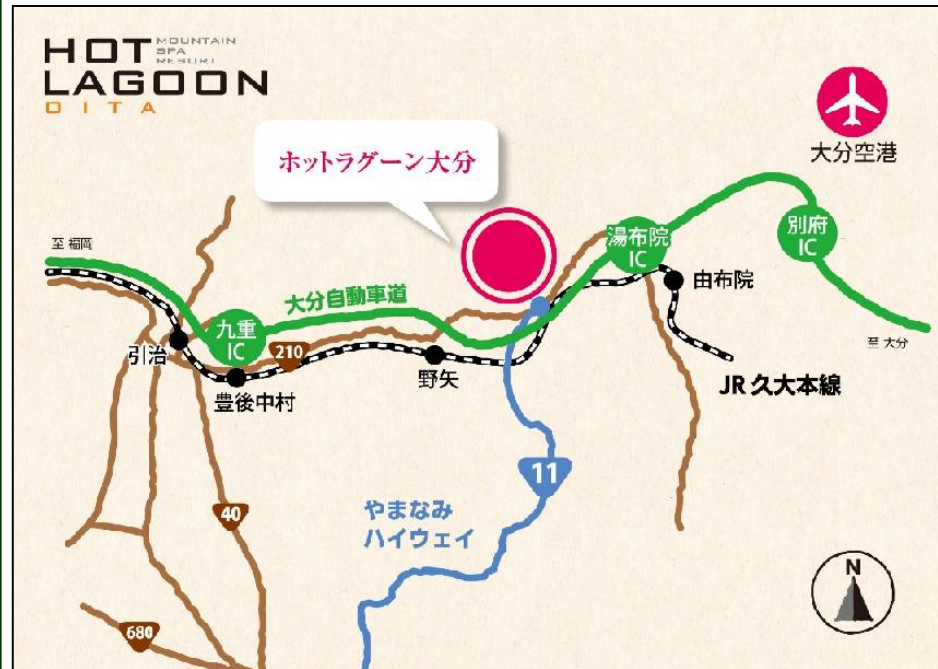 HOT
MOUNTAIN
SPA
RESORT
LAGOON
OITA
大分空港
ホットラグーン大分
至 福岡
湯布院
IC
別府
IC
由布院
大分自動車道
九重
IC
引治
210
豊後中村
野矢
至 大分
JR 久大本線
11
40
やまなみ
ハイウェイ
N
680